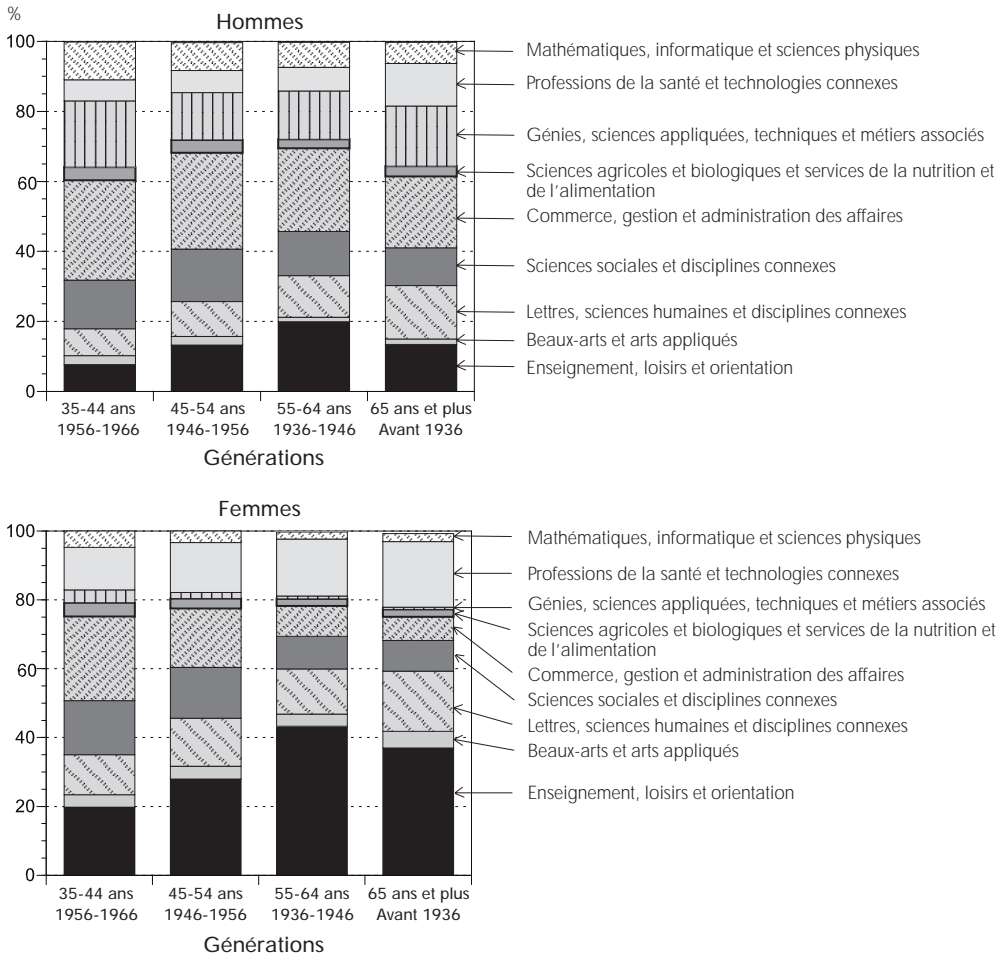 %
Hommes
100
80
60
40
20
0
Mathématiques, informatique et sciences physiques
Professions de la santé et technologies connexes
Génies, sciences appliquées, techniques et métiers associés
Sciences agricoles et biologiques et services de la nutrition et
de l'alimentation
Commerce, gestion et administration des affaires
Sciences sociales et disciplines connexes
Lettres, sciences humaines et disciplines connexes
Beaux-arts et arts appliqués
Enseignement, loisirs et orientation
35-44 ans 45-54 ans 55-64 ans 65 ans et plus
1956-1966 1946-1956 1936-1946 Avant 1936
Générations
Femmes
100
80
60
40
20
0
Mathématiques, informatique et sciences physiques
Professions de la santé et technologies connexes
Génies, sciences appliquées, techniques et métiers associés
Sciences agricoles et biologiques et services de la nutrition et
de l'alimentation
Commerce, gestion et administration des affaires
Sciences sociales et disciplines connexes
Lettres, sciences humaines et disciplines connexes
Beaux-arts et arts appliqués
Enseignement, loisirs et orientation
35-44 ans 45-54 ans 55-64 ans 65 ans et plus
1956-1966 1946-1956 1936-1946 Avant 1936
Générations